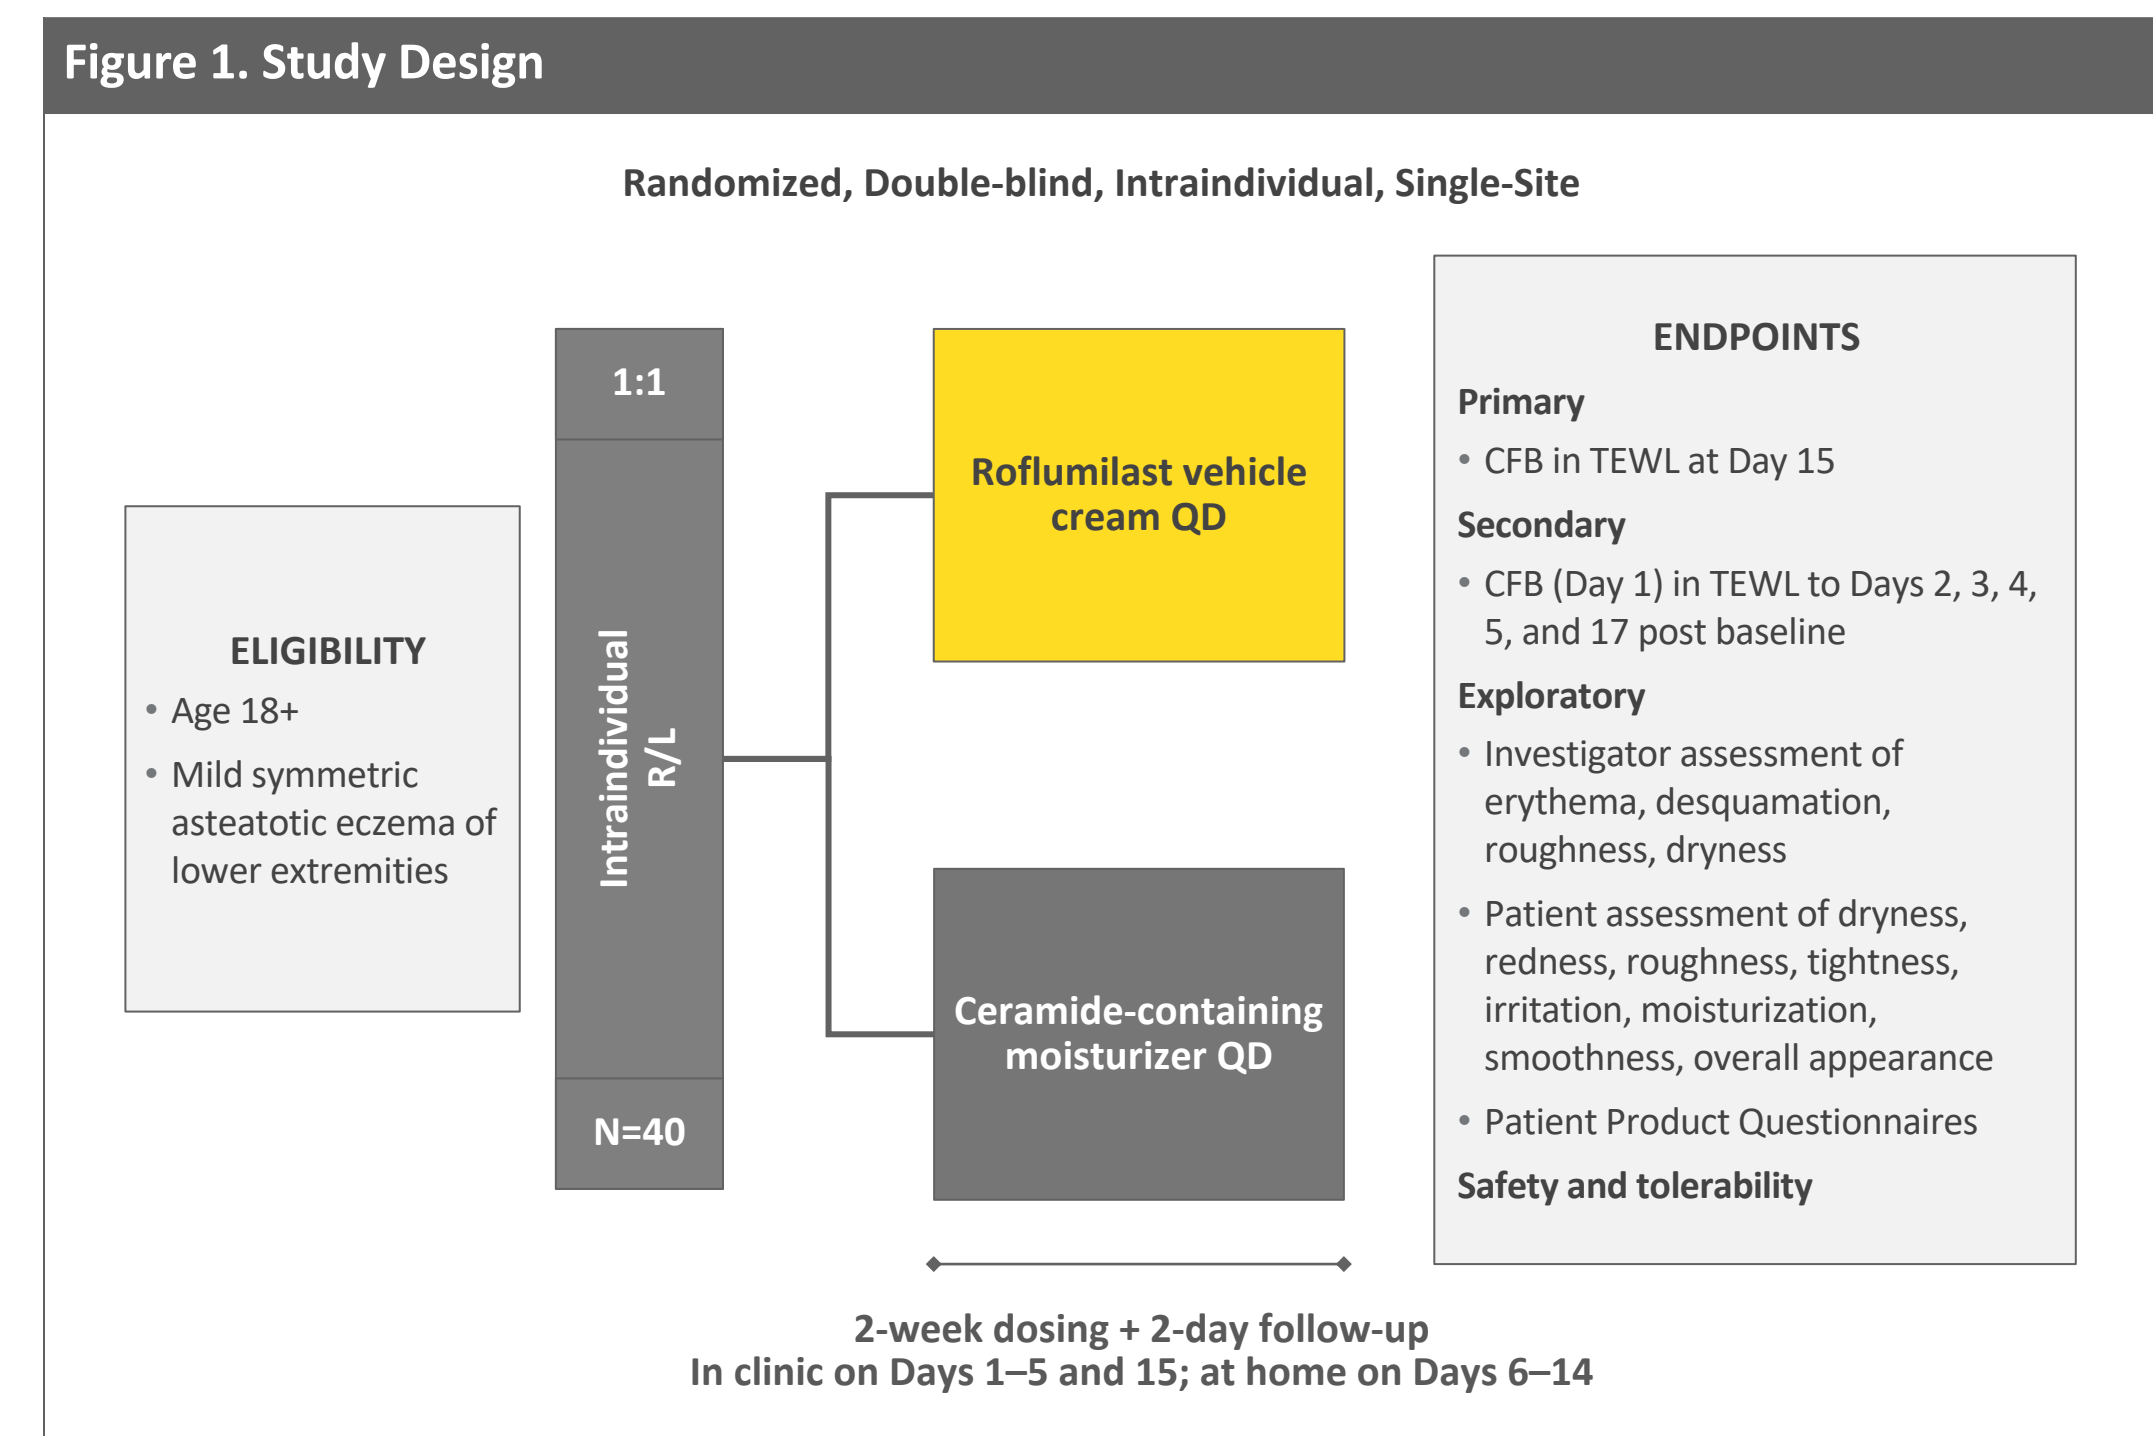 Figure 1. Study Design
Randomized, Double-blind, Intraindividual, Single-Site
ELIGIBILITY
• Age 18+
• Mild symmetric
asteatotic eczema of
lower extremities
1:1
Intraindividual
R/L
N=40
Roflumilast vehicle
cream QD
Ceramide-containing
moisturizer QD
2-week dosing + 2-day follow-up
In clinic on Days 1–5 and 15; at home on Days 6–14
ENDPOINTS
Primary
• CFB in TEWL at Day 15
Secondary
• CFB (Day 1) in TEWL to Days 2, 3, 4,
5, and 17 post baseline
Exploratory
• Investigator assessment of
erythema, desquamation,
roughness, dryness
• Patient assessment of dryness,
redness, roughness, tightness,
irritation, moisturization,
smoothness, overall appearance
• Patient Product Questionnaires
Safety and tolerability